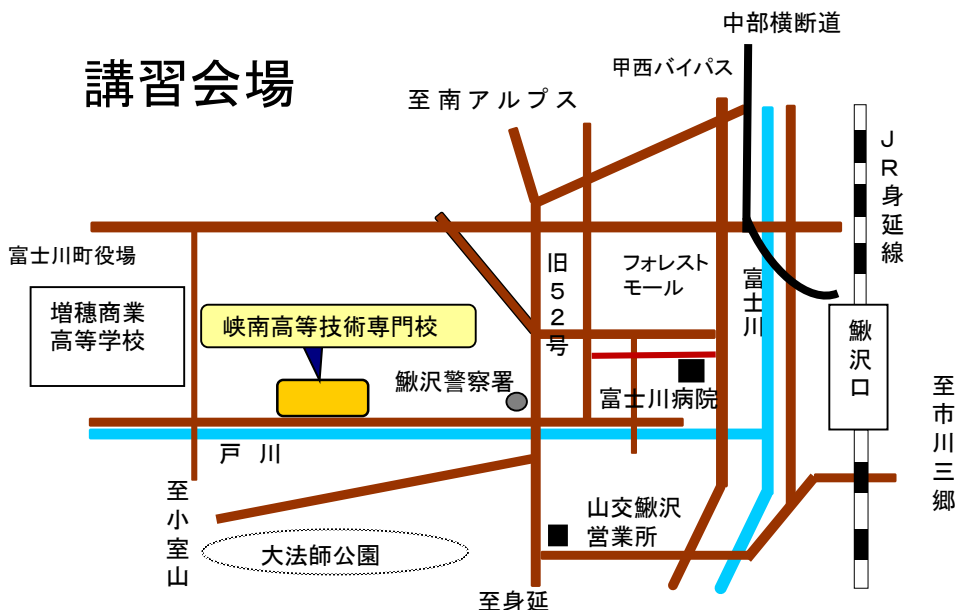 中部横断道
講習会場
甲西バイパス
至南アルプス
JR身延線
富士川町役場
旧52号
フォレスト
モール
富士川
増穂商業
高等学校
峡南高等技術専門校
鰍沢口
鰍沢警察署
富士川病院
至市川三郷
戸川
至小室山
山交鰍沢
営業所
大法師公園
至身延